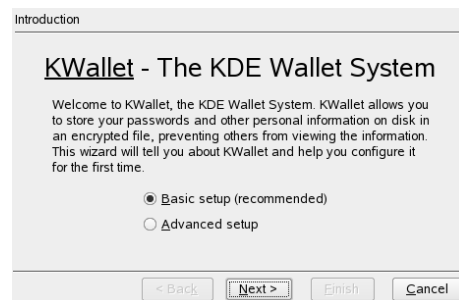 Introduction
KWallet - The KDE Wallet System
Welcome to KWallet, the KDE Wallet System. KWallet allows you
to store your passwords and other personal information on disk in
an encrypted file, preventing others from viewing the information.
This wizard will tell you about KWallet and help you configure it
for the first time.
Basic setup (recommended)
Advanced setup
< Back Next > Finish Cancel